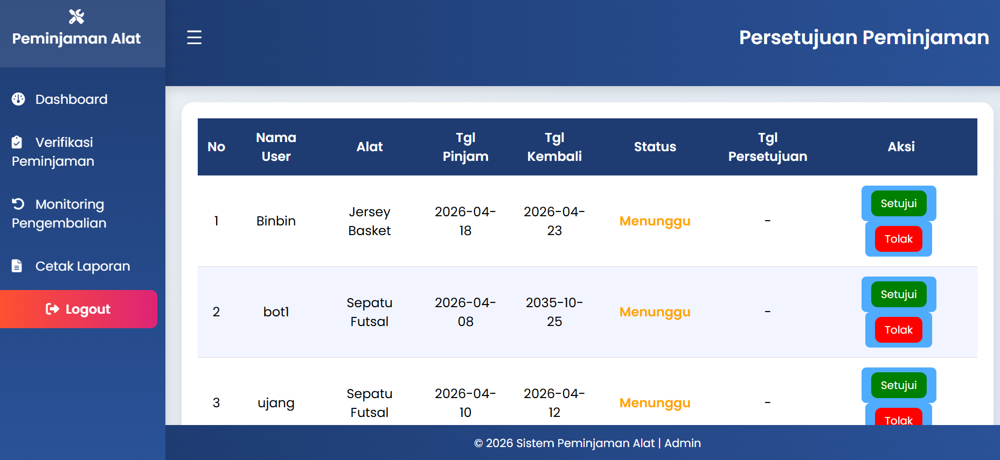 Peminjaman Alat
Dashboard
Verifikasi
Peminjaman
Monitoring
Pengembalian
Cetak Laporan
Logout
Persetujuan Peminjaman
No
Nama
User
Alat
Tgl
Pinjam
Tgl
Kembali
Status
Tgl
Persetujuan
Aksi
1
Binbin
Jersey
Basket
2026-04-
18
2026-04-
23
Menunggu
-
Setujui
Tolak
2
bot1
Sepatu
Futsal
2026-04-
08
2035-10-
25
Menunggu
-
Setujui
Tolak
3
ujang
Sepatu
Futsal
2026-04-
10
2026-04-
12
Menunggu
-
Setujui
Tolak
© 2026 Sistem Peminjaman Alat | Admin